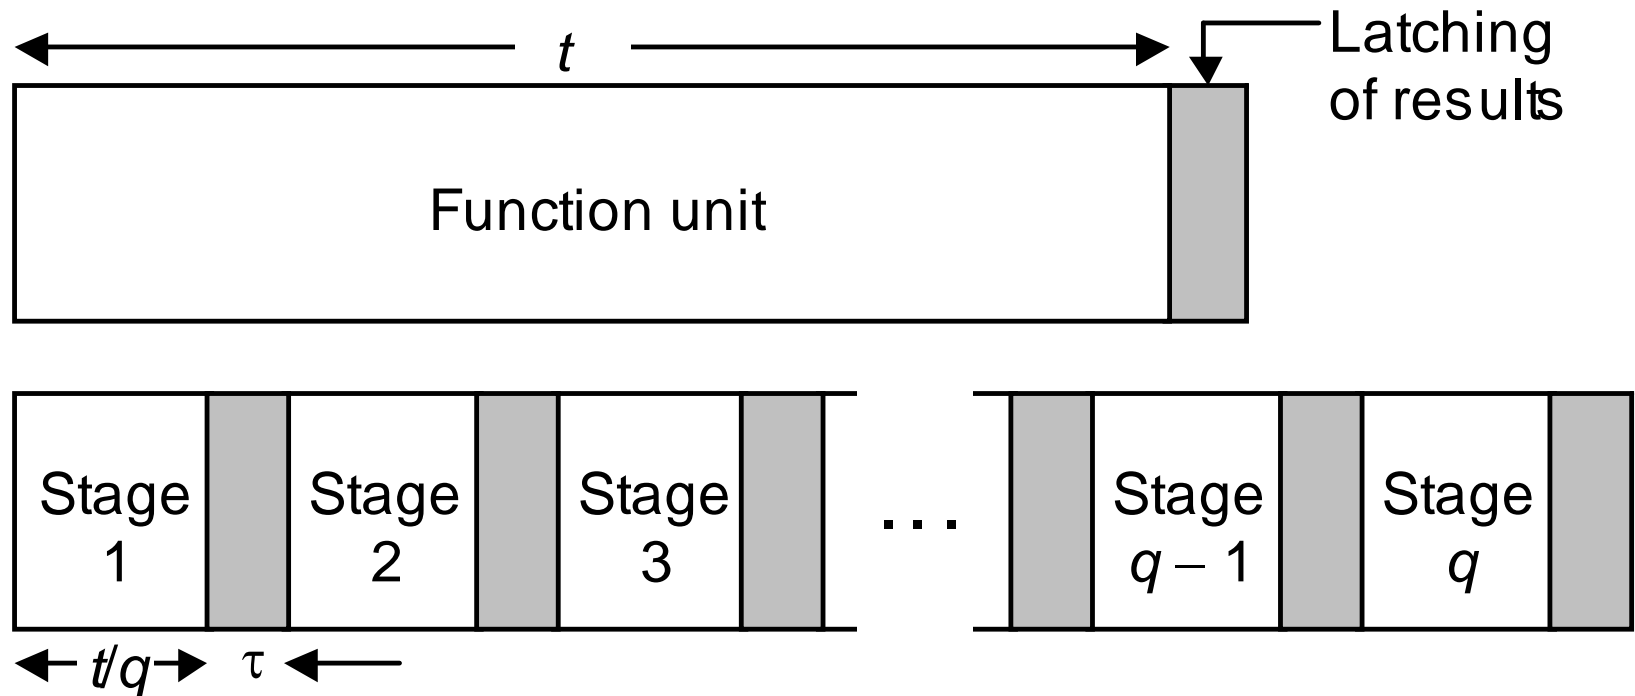 t
Latching
of results
Function unit
Stage
1
Stage
2
Stage
3
. . .
Stage
q – 1
Stage
q
t/q
τ